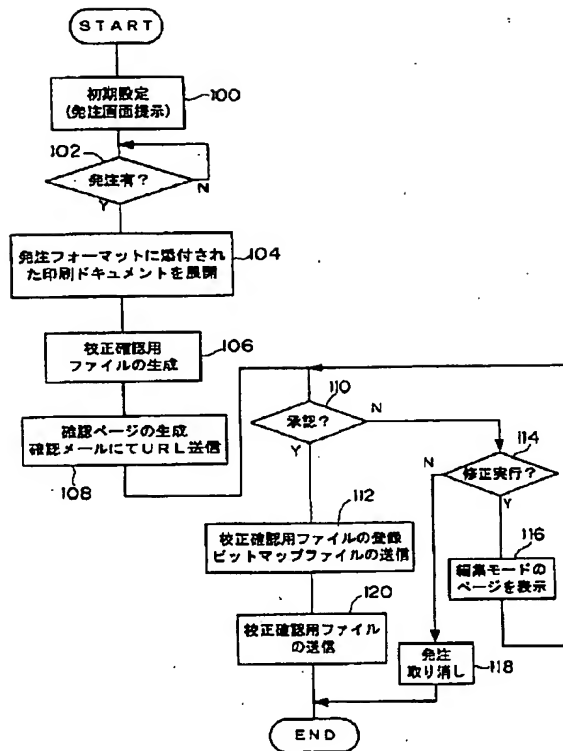 START
初期設定
(発注画面提示)
100
102
発注有?
N
Y
発注フォーマットに添付され
た印刷ドキュメントを展開
104
校正確認用
ファイルの生成
106
確認ページの生成
確認メールにてURL送信
108
110
承認?
N
Y
114
修正実行?
N
Y
112
校正確認用ファイルの登録
ビットマップファイルの送信
116
編集モードの
ページを表示
120
校正確認用ファイル
の送信
発注
取り消し
118
END